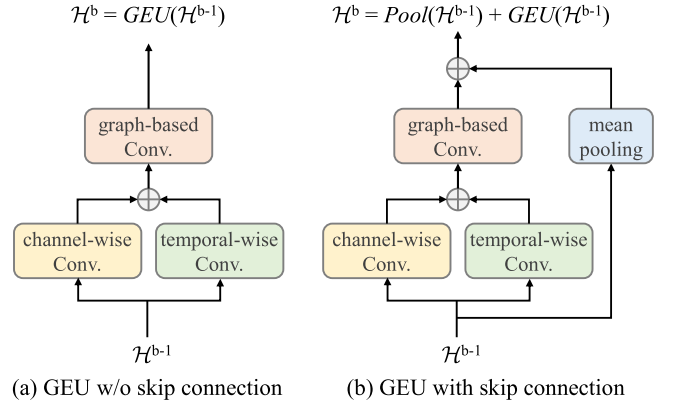 ℋᵇ = GEU(ℋᵇ⁻¹)
graph-based
Conv.
channel-wise
Conv.
temporal-wise
Conv.
ℋᵇ⁻¹
(a) GEU w/o skip connection
ℋᵇ = Pool(ℋᵇ⁻¹) + GEU(ℋᵇ⁻¹)
graph-based
Conv.
mean
pooling
channel-wise
Conv.
temporal-wise
Conv.
ℋᵇ⁻¹
(b) GEU with skip connection